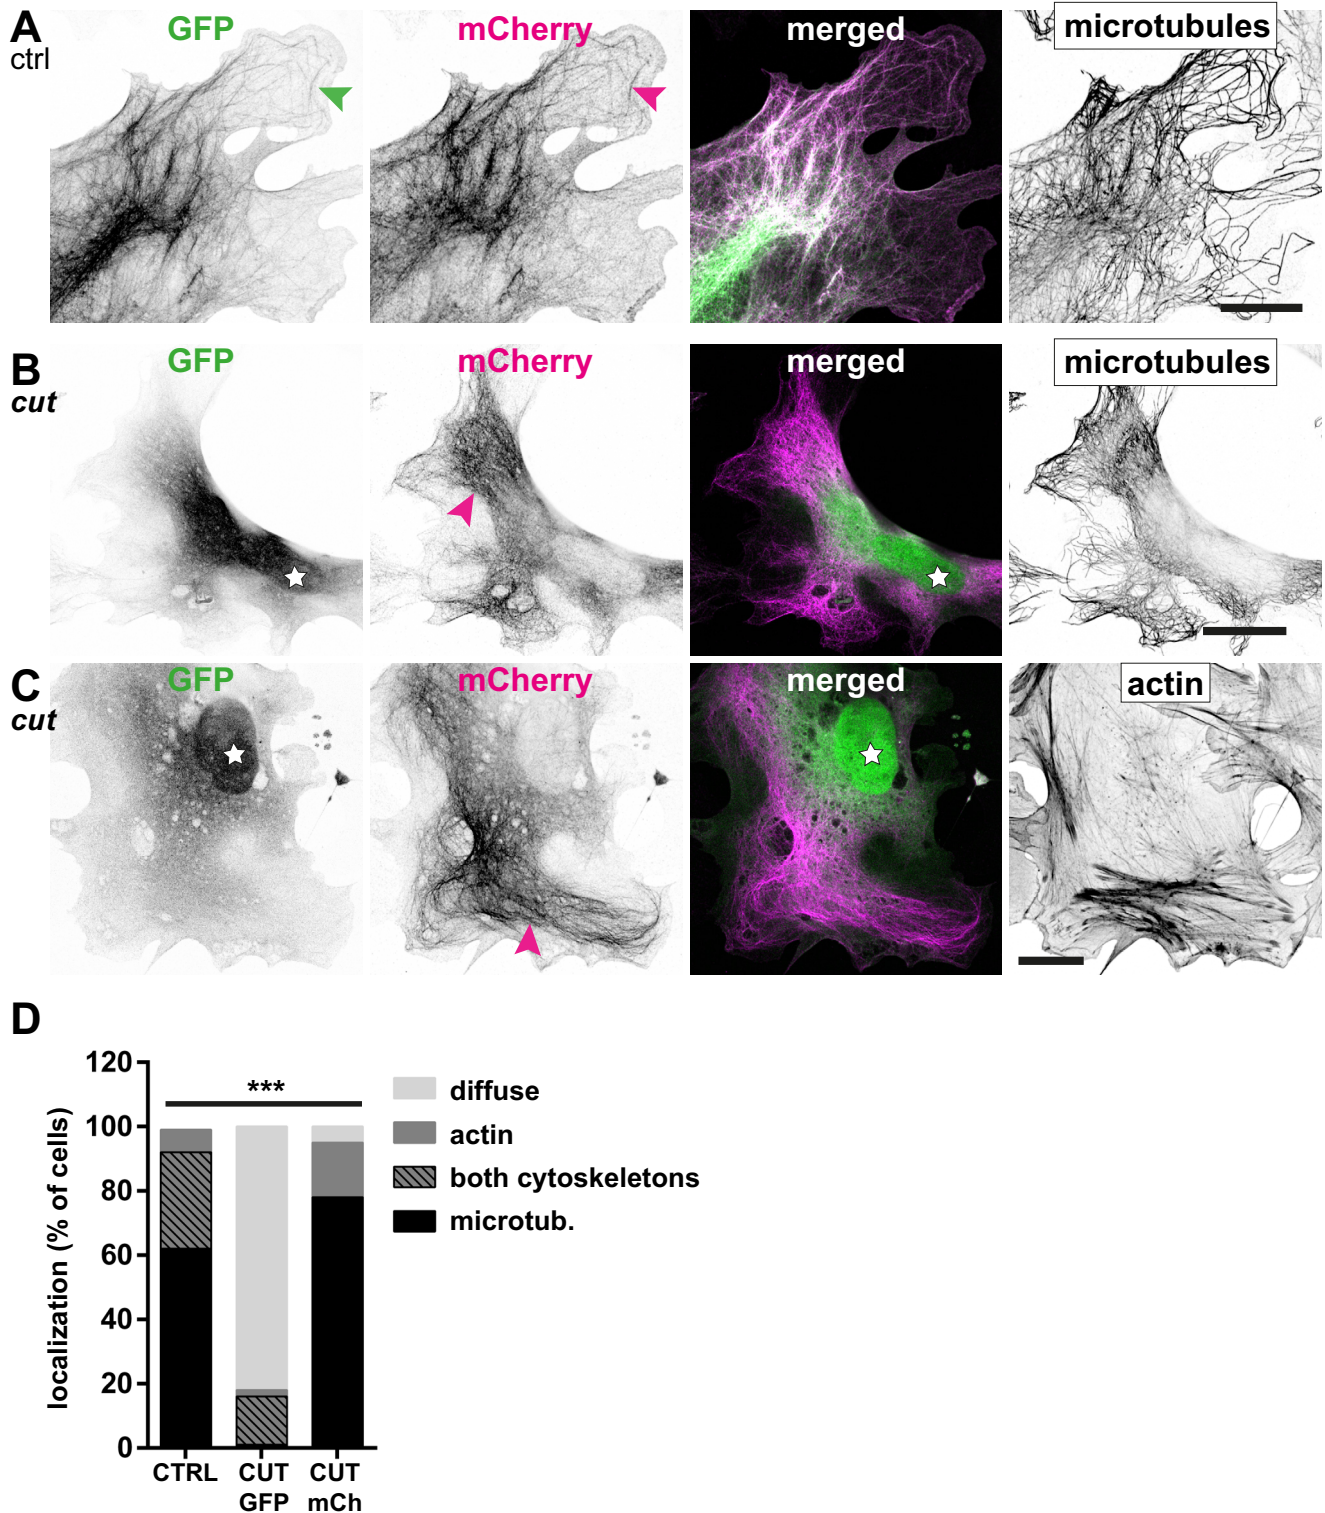 A
ctrl
GFP
mCherry
merged
microtubules
B
cut
GFP
mCherry
merged
microtubules
C
cut
GFP
mCherry
merged
actin
D
localization (% of cells)
120
100
80
60
40
20
0
***
CTRL
CUT GFP
CUT mCh
diffuse
actin
both cytoskeletons
microtub.